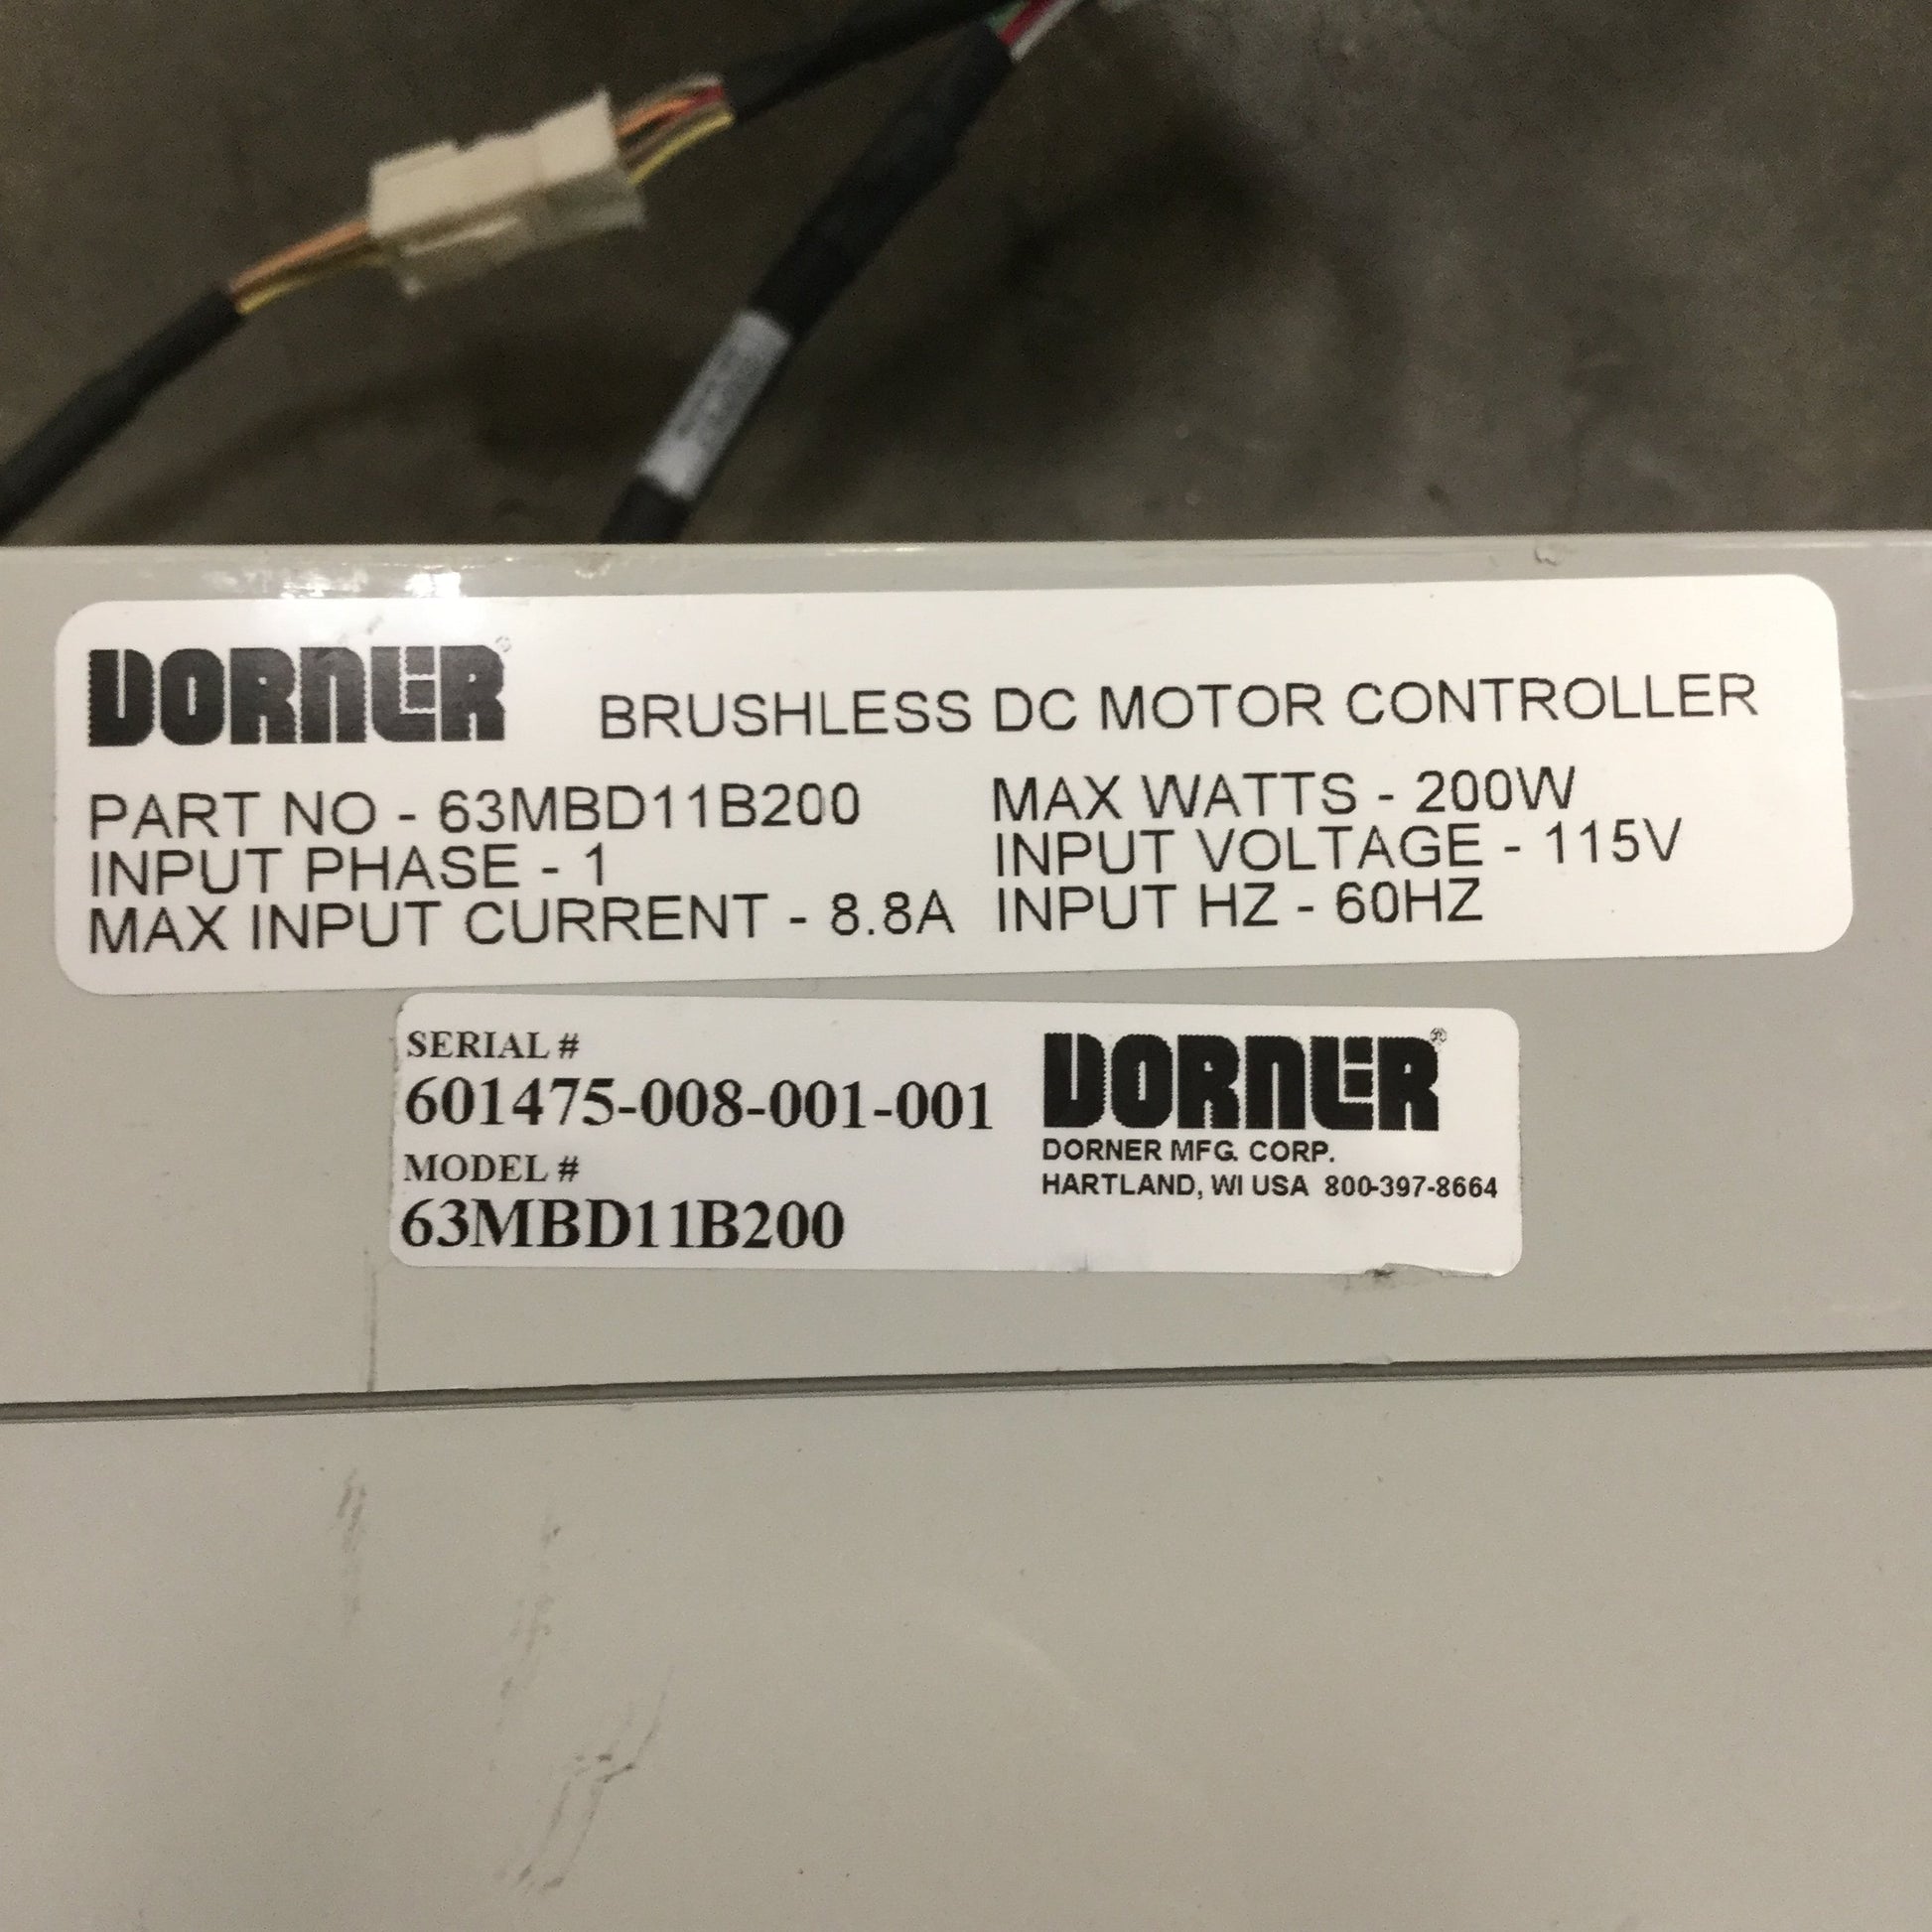 DORNER®
BRUSHLESS DC MOTOR CONTROLLER
PART NO - 63MBD11B200
INPUT PHASE - 1
MAX INPUT CURRENT - 8.8A
MAX WATTS - 200W
INPUT VOLTAGE - 115V
INPUT HZ - 60HZ
SERIAL #
601475-008-001-001
MODEL #
63MBD11B200
DORNER®
DORNER MFG. CORP.
HARTLAND, WI USA 800-397-8664